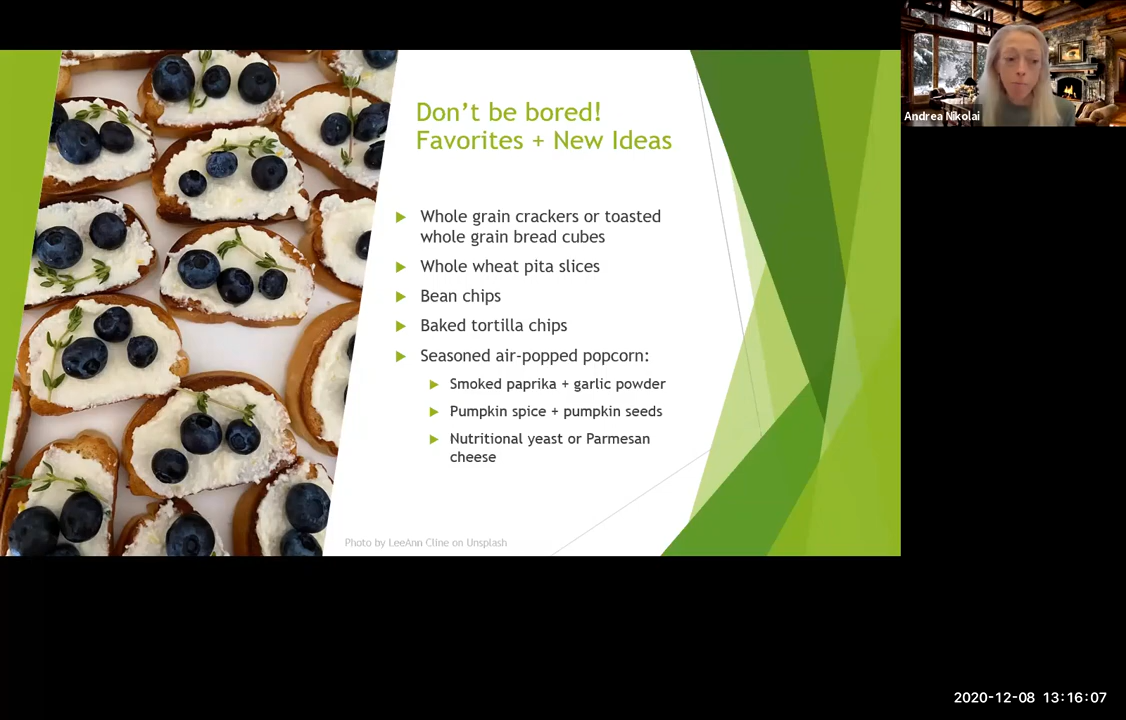 Don't be bored!
Favorites + New Ideas
Whole grain crackers or toasted
whole grain bread cubes
Whole wheat pita slices
Bean chips
Baked tortilla chips
Seasoned air-popped popcorn:
Smoked paprika + garlic powder
Pumpkin spice + pumpkin seeds
Nutritional yeast or Parmesan
cheese
Photo by LeeAnn Cline on Unsplash
Andrea Nikolai
2020-12-08 13:16:07